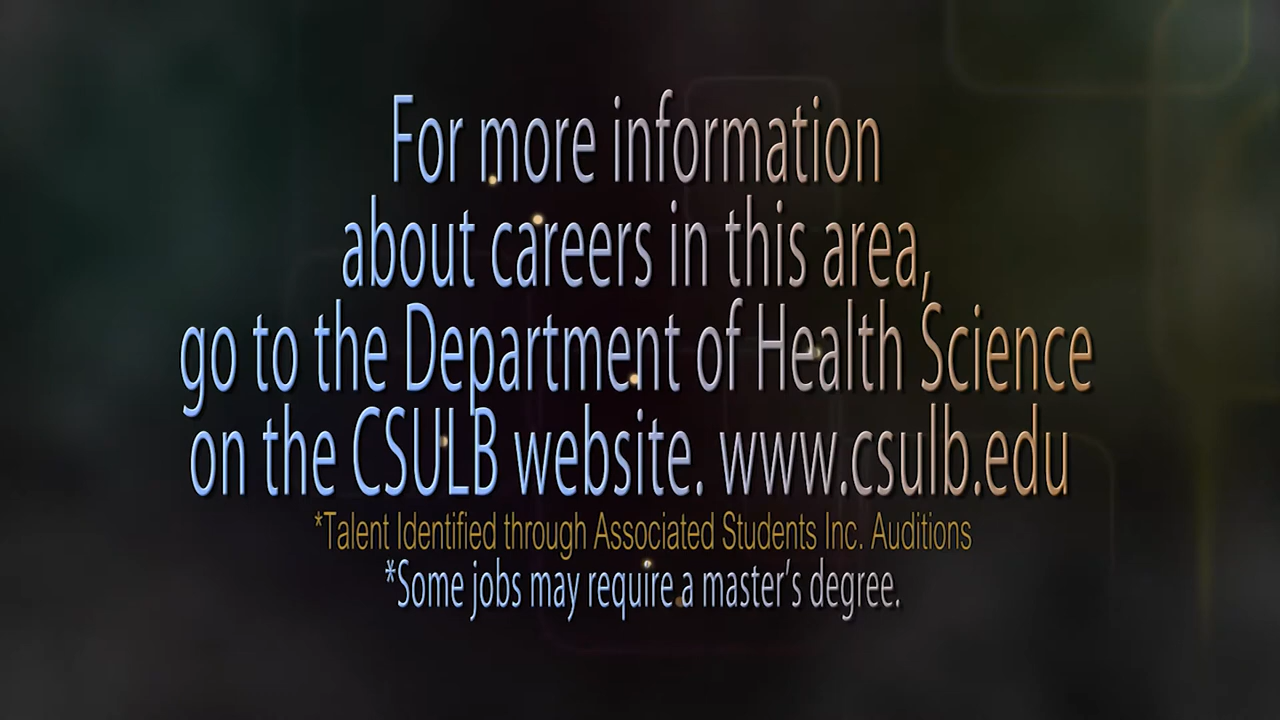 For more information
about careers in this area,
go to the Department of Health Science
on the CSULB website. www.csulb.edu
*Talent Identified through Associated Students Inc. Auditions
*Some jobs may require a master's degree.